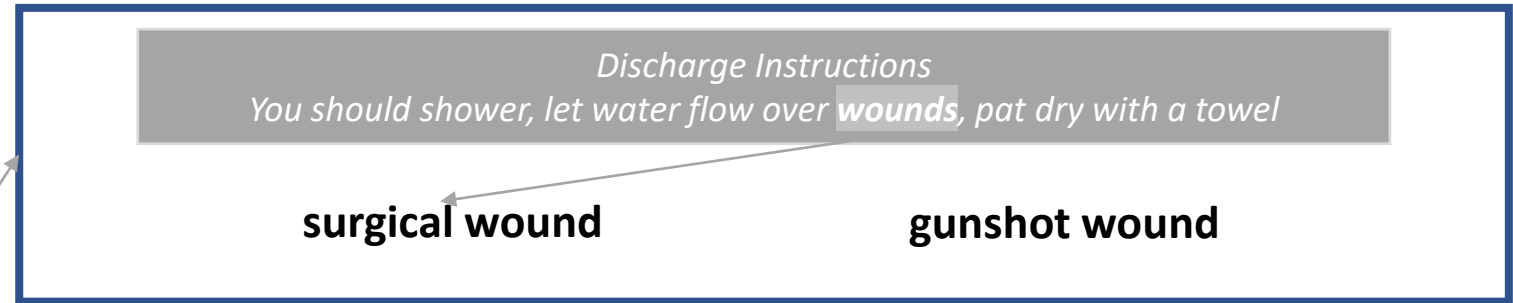 Discharge Instructions
You should shower, let water flow over wounds, pat dry with a towel
surgical wound
gunshot wound